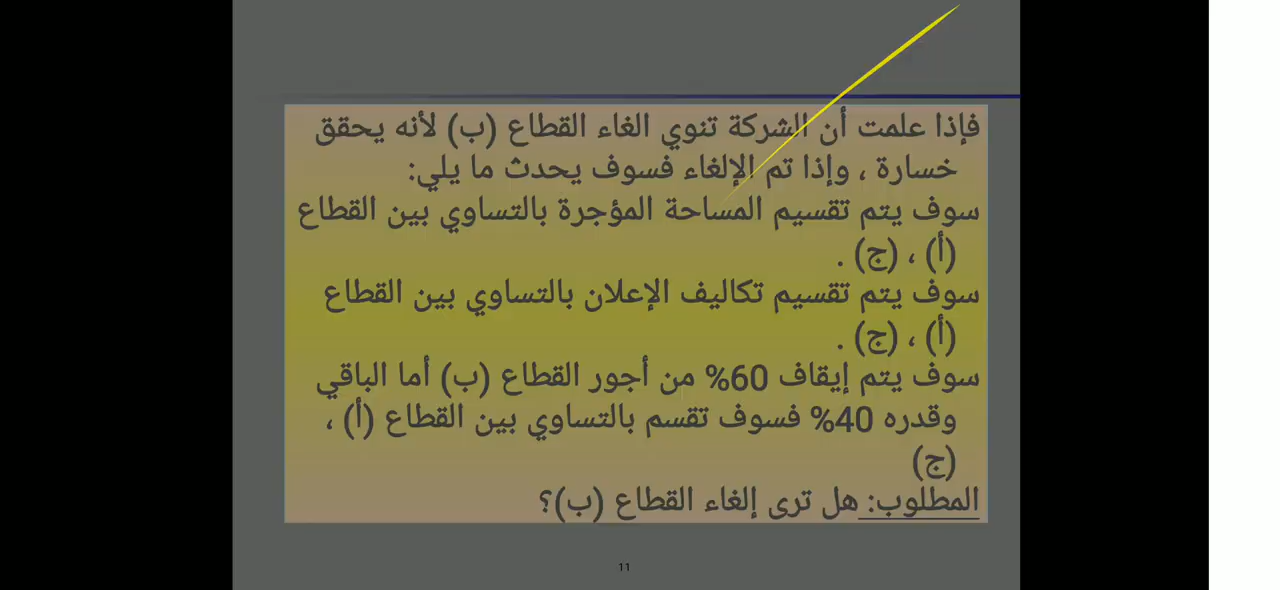 فإذا علمت أن الشركة تنوي الغاء القطاع (ب) لأنه يحقق
خسارة ، وإذا تم الإلغاء فسوف يحدث ما يلي:
سوف يتم تقسيم المساحة المؤجرة بالتساوي بين القطاع
(أ) ، (ج) .
سوف يتم تقسيم تكاليف الإعلان بالتساوي بين القطاع
(أ) ، (ج) .
سوف يتم إيقاف 60% من أجور القطاع (ب) أما الباقي
وقدره 40% فسوف تقسم بالتساوي بين القطاع (أ) ،
(ج)
المطلوب: هل ترى إلغاء القطاع (ب)؟
11